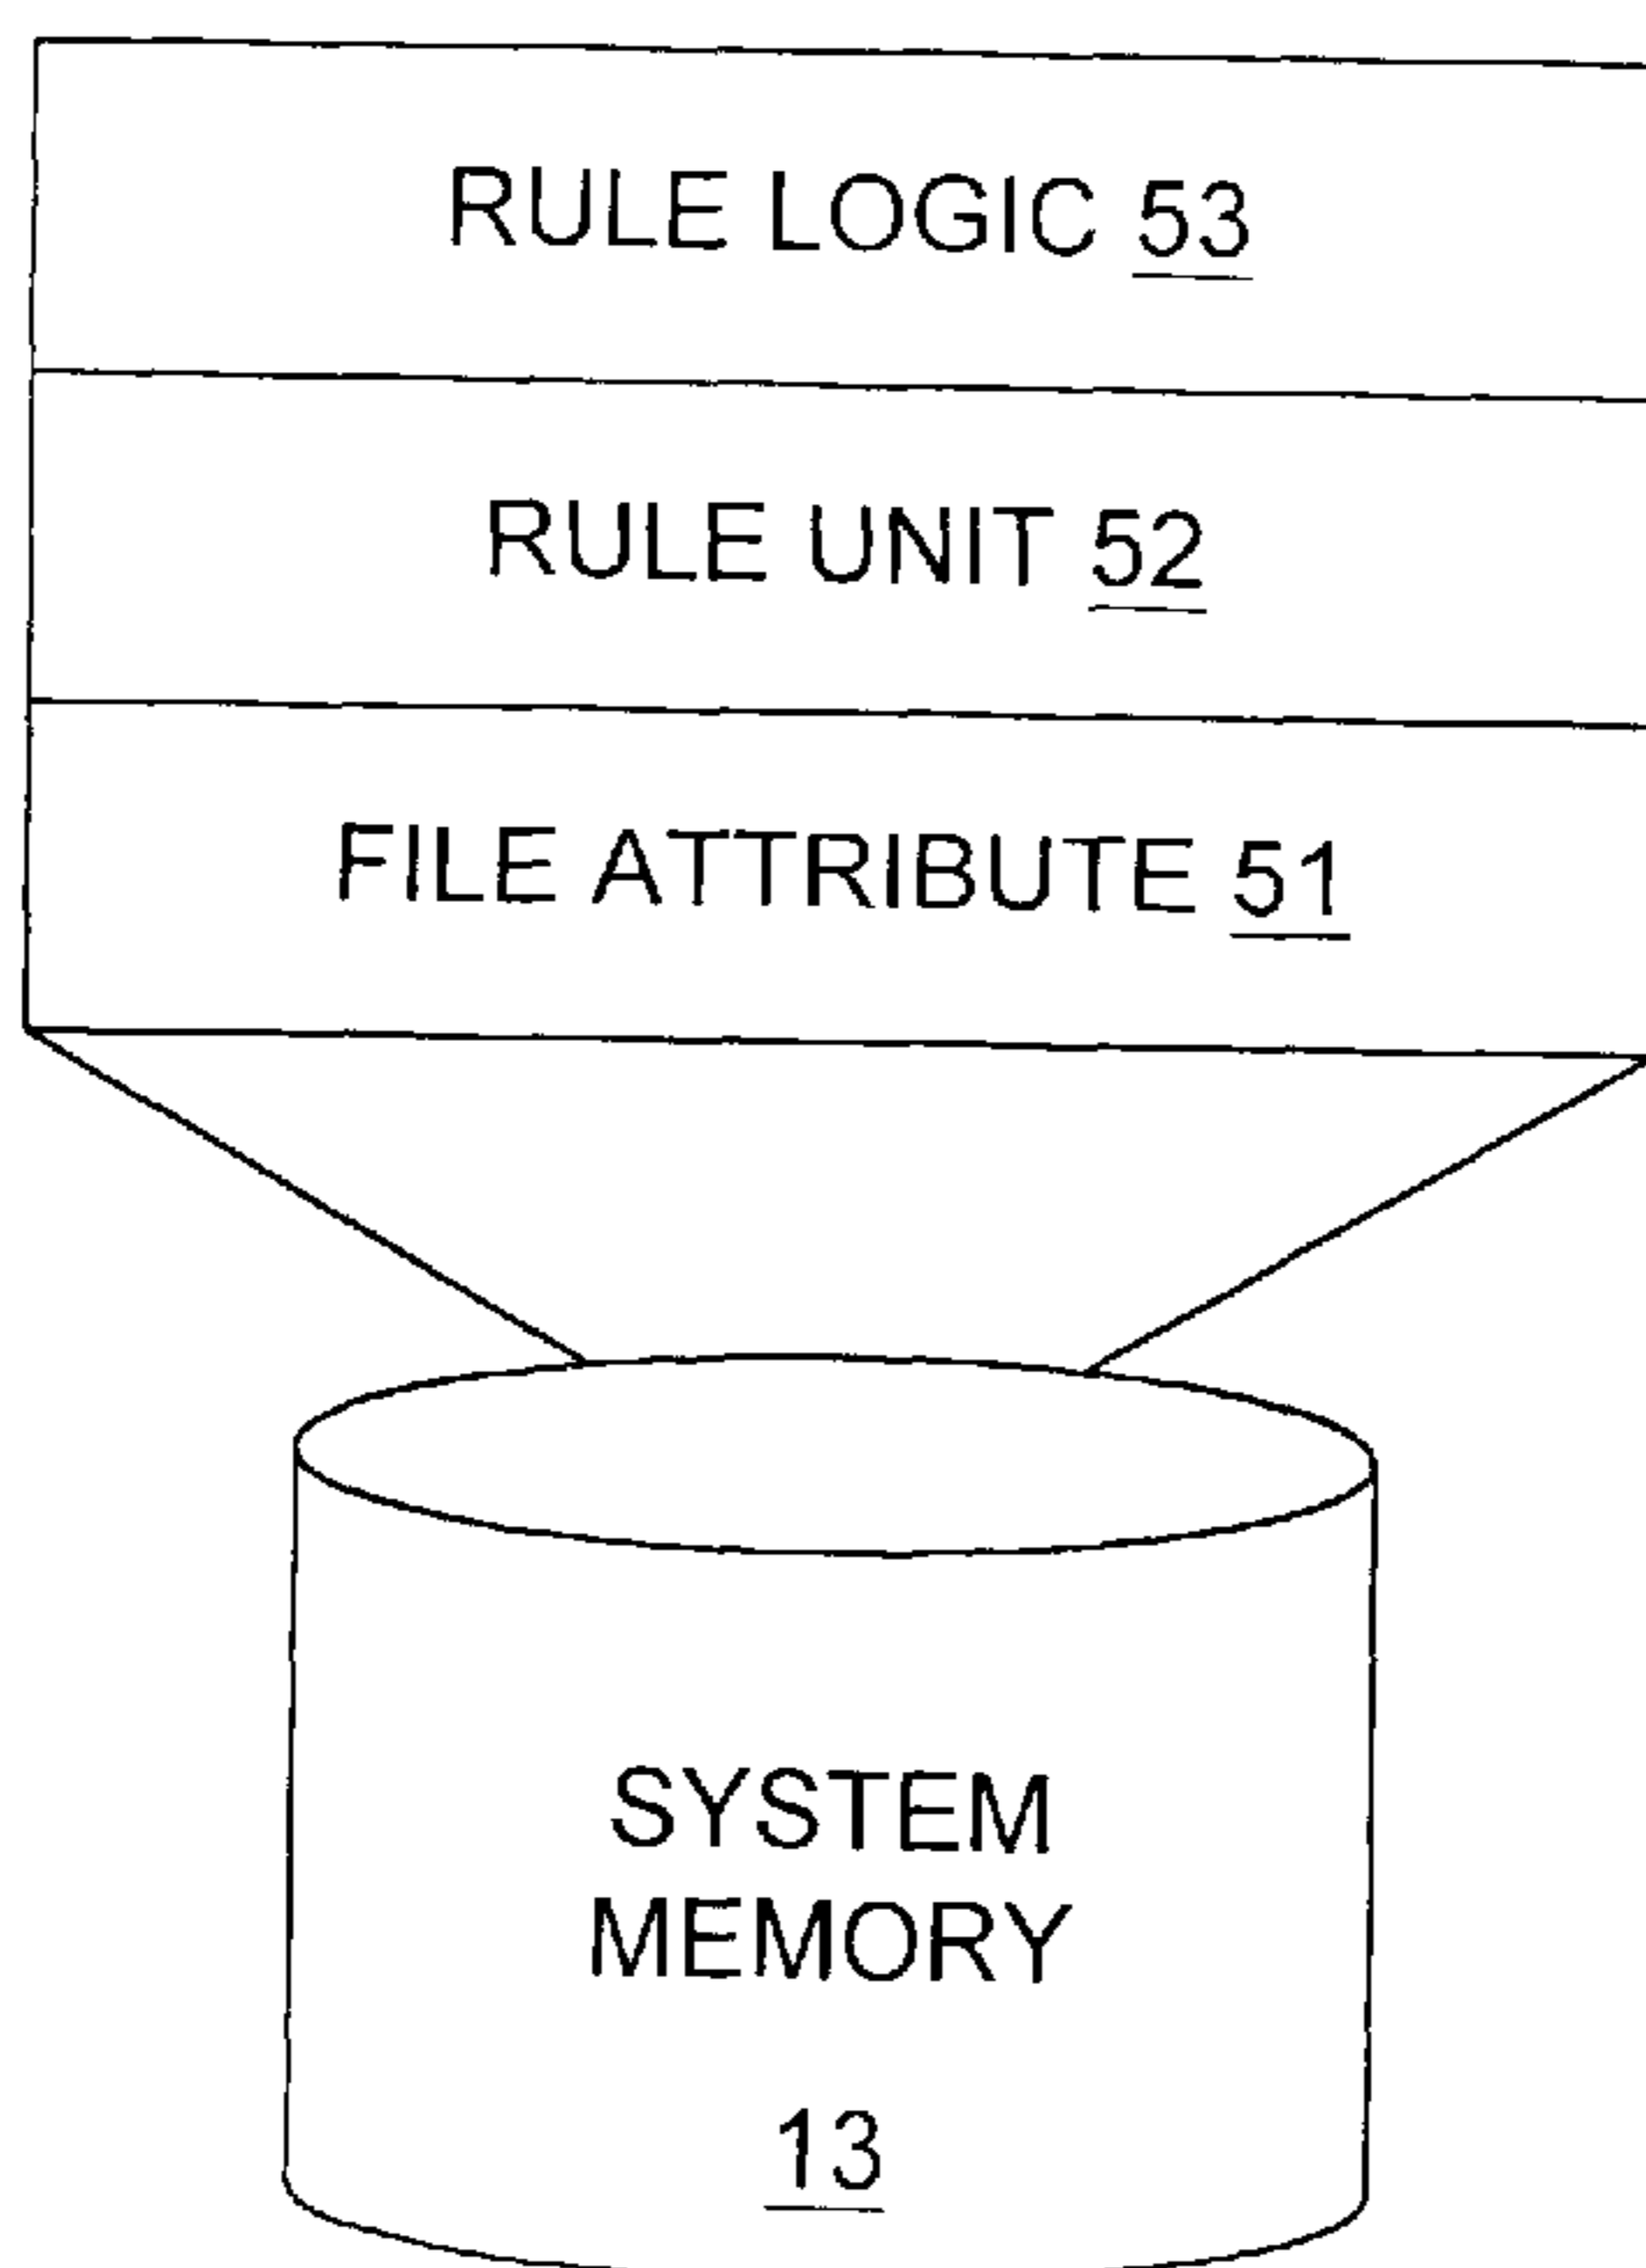 RULE LOGIC 53
RULE UNIT 52
FILE ATTRIBUTE 51
SYSTEM
MEMORY
13